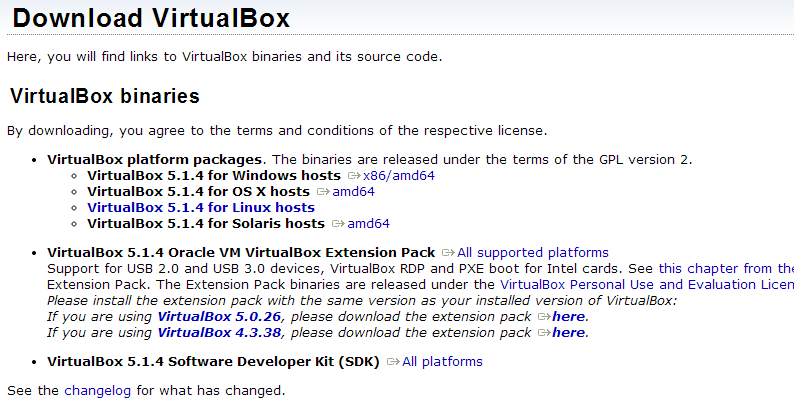 Download VirtualBox
Here, you will find links to VirtualBox binaries and its source code.
VirtualBox binaries
By downloading, you agree to the terms and conditions of the respective license.
VirtualBox platform packages. The binaries are released under the terms of the GPL version 2.
VirtualBox 5.1.4 for Windows hosts x86/amd64
VirtualBox 5.1.4 for OS X hosts amd64
VirtualBox 5.1.4 for Linux hosts
VirtualBox 5.1.4 for Solaris hosts amd64
VirtualBox 5.1.4 Oracle VM VirtualBox Extension Pack All supported platforms
Support for USB 2.0 and USB 3.0 devices, VirtualBox RDP and PXE boot for Intel cards. See this chapter from the
Extension Pack. The Extension Pack binaries are released under the VirtualBox Personal Use and Evaluation Licen
Please install the extension pack with the same version as your installed version of VirtualBox:
If you are using VirtualBox 5.0.26, please download the extension pack here.
If you are using VirtualBox 4.3.38, please download the extension pack here.
VirtualBox 5.1.4 Software Developer Kit (SDK) All platforms
See the changelog for what has changed.